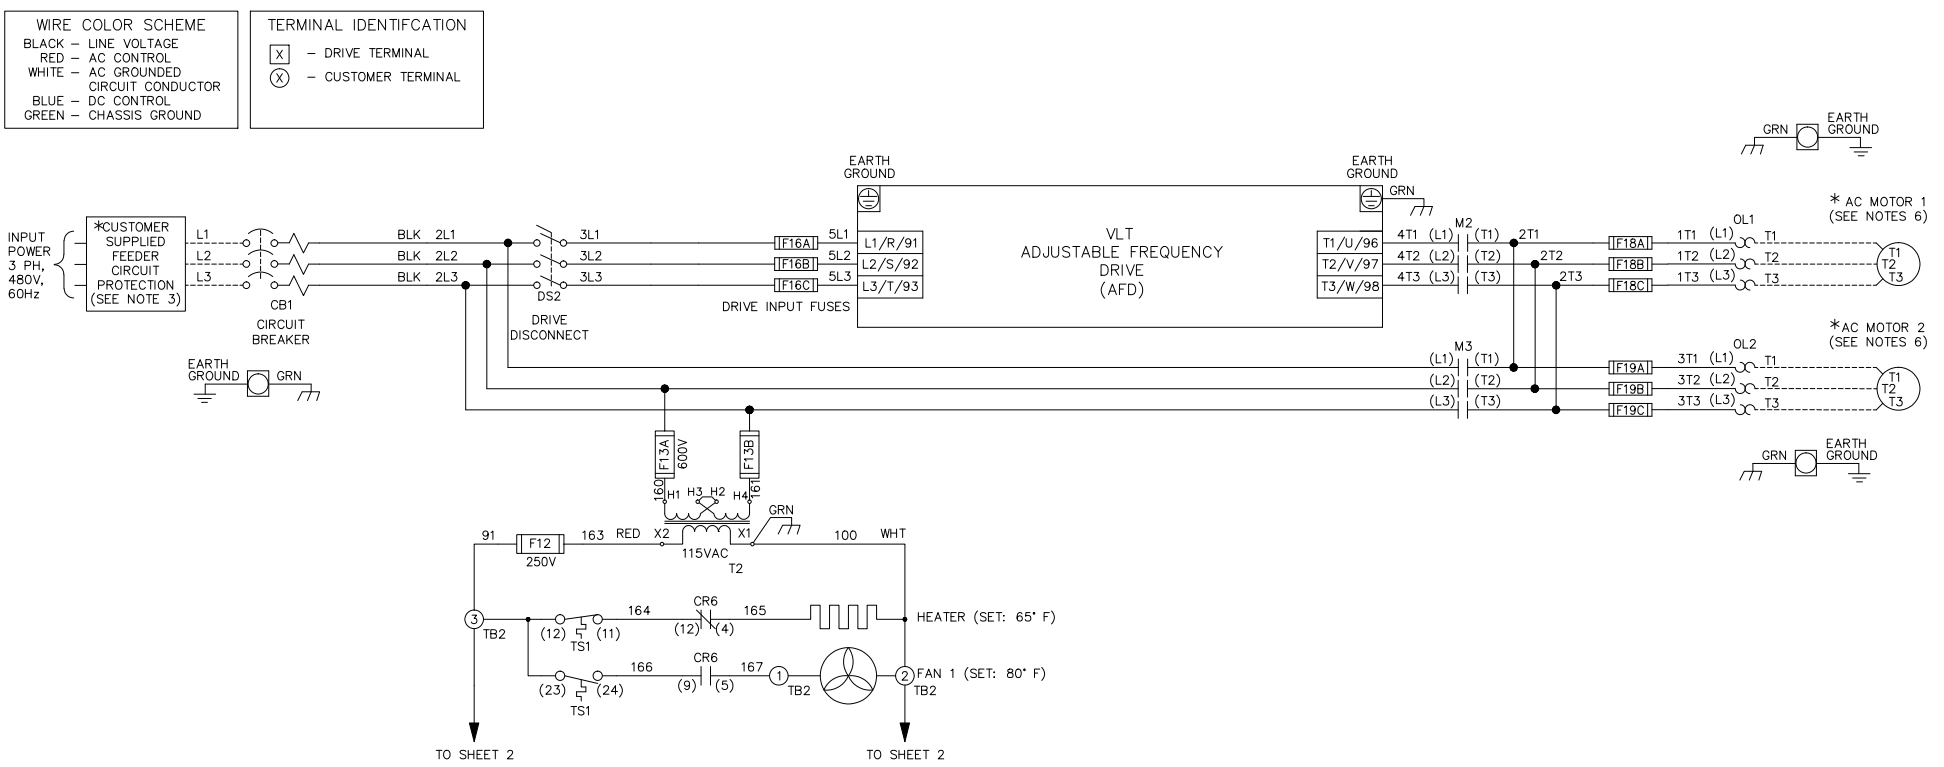 WIRE COLOR SCHEME
BLACK – LINE VOLTAGE
RED – AC CONTROL
WHITE – AC GROUNDED
CIRCUIT CONDUCTOR
BLUE – DC CONTROL
GREEN – CHASSIS GROUND
TERMINAL IDENTIFCATION
X – DRIVE TERMINAL
X – CUSTOMER TERMINAL
GRN
EARTH
GROUND
INPUT
POWER
3 PH,
480V,
60Hz
*CUSTOMER
SUPPLIED
FEEDER
CIRCUIT
PROTECTION
(SEE NOTE 3)
L1
L2
L3
CB1
CIRCUIT
BREAKER
BLK 2L1
BLK 2L2
BLK 2L3
DS2
DRIVE
DISCONNECT
3L1
3L2
3L3
F16A
F16B
F16C
DRIVE INPUT FUSES
5L1
5L2
5L3
EARTH
GROUND
L1/R/91
L2/S/92
L3/T/93
VLT
ADJUSTABLE FREQUENCY
DRIVE
(AFD)
EARTH
GROUND
GRN
T1/U/96
T2/V/97
T3/W/98
M2
4T1 (L1) (T1) 2T1
4T2 (L2) (T2) 2T2
4T3 (L3) (T3) 2T3
F18A
F18B
F18C
OL1
1T1 (L1) T1
1T2 (L2) T2
1T3 (L3) T3
* AC MOTOR 1
(SEE NOTES 6)
T1
T2
T3
EARTH
GROUND
GRN
M3
(L1) (T1)
(L2) (T2)
(L3) (T3)
F19A
F19B
F19C
OL2
3T1 (L1) T1
3T2 (L2) T2
3T3 (L3) T3
* AC MOTOR 2
(SEE NOTES 6)
T1
T2
T3
GRN
EARTH
GROUND
F13A
600V
F13B
160
161
H1 H3 H2 H4
GRN
91
F12
250V
163
RED
X2
X1
115VAC
T2
100
WHT
3
TB2
(12) (11)
TS1
164
CR6
(12) (4)
165
HEATER (SET: 65° F)
(23) (24)
TS1
166
CR6
(9) (5)
167
1
TB2
2
TB2
FAN 1 (SET: 80° F)
TO SHEET 2
TO SHEET 2